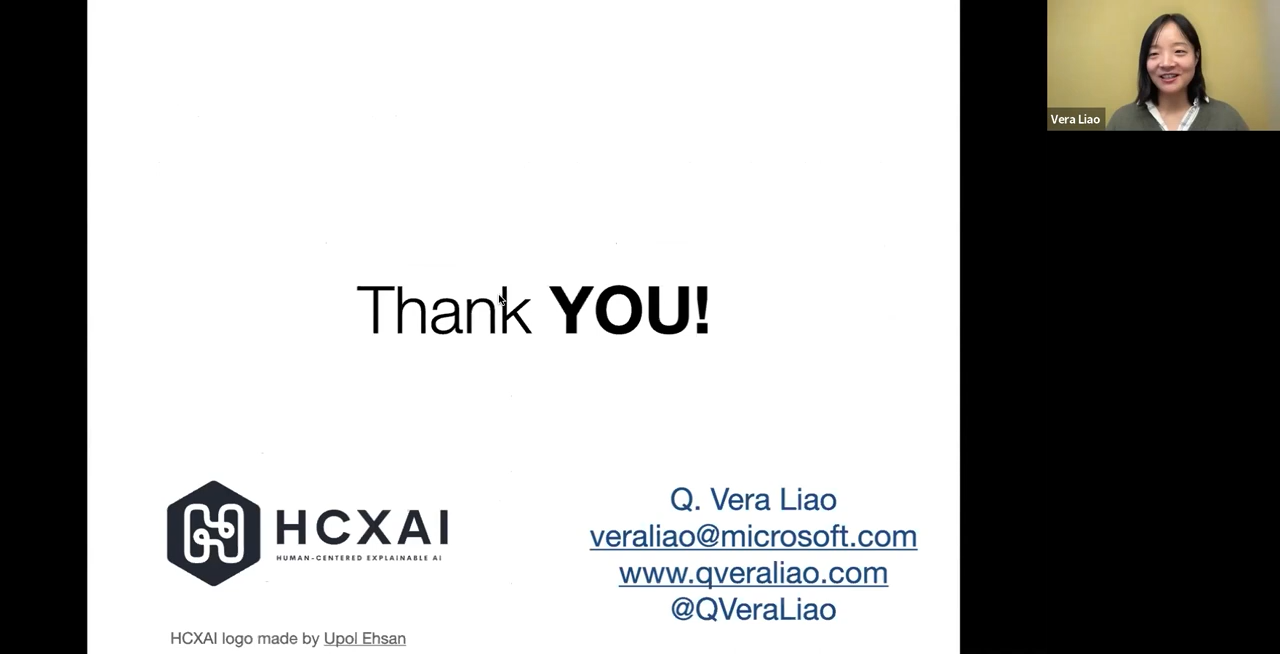 Vera Liao
Thank YOU!
HCXAI
HUMAN-CENTERED EXPLAINABLE AI
HCXAI logo made by Upol Ehsan
Q. Vera Liao
veraliao@microsoft.com
www.qveraliao.com
@QVeraLiao